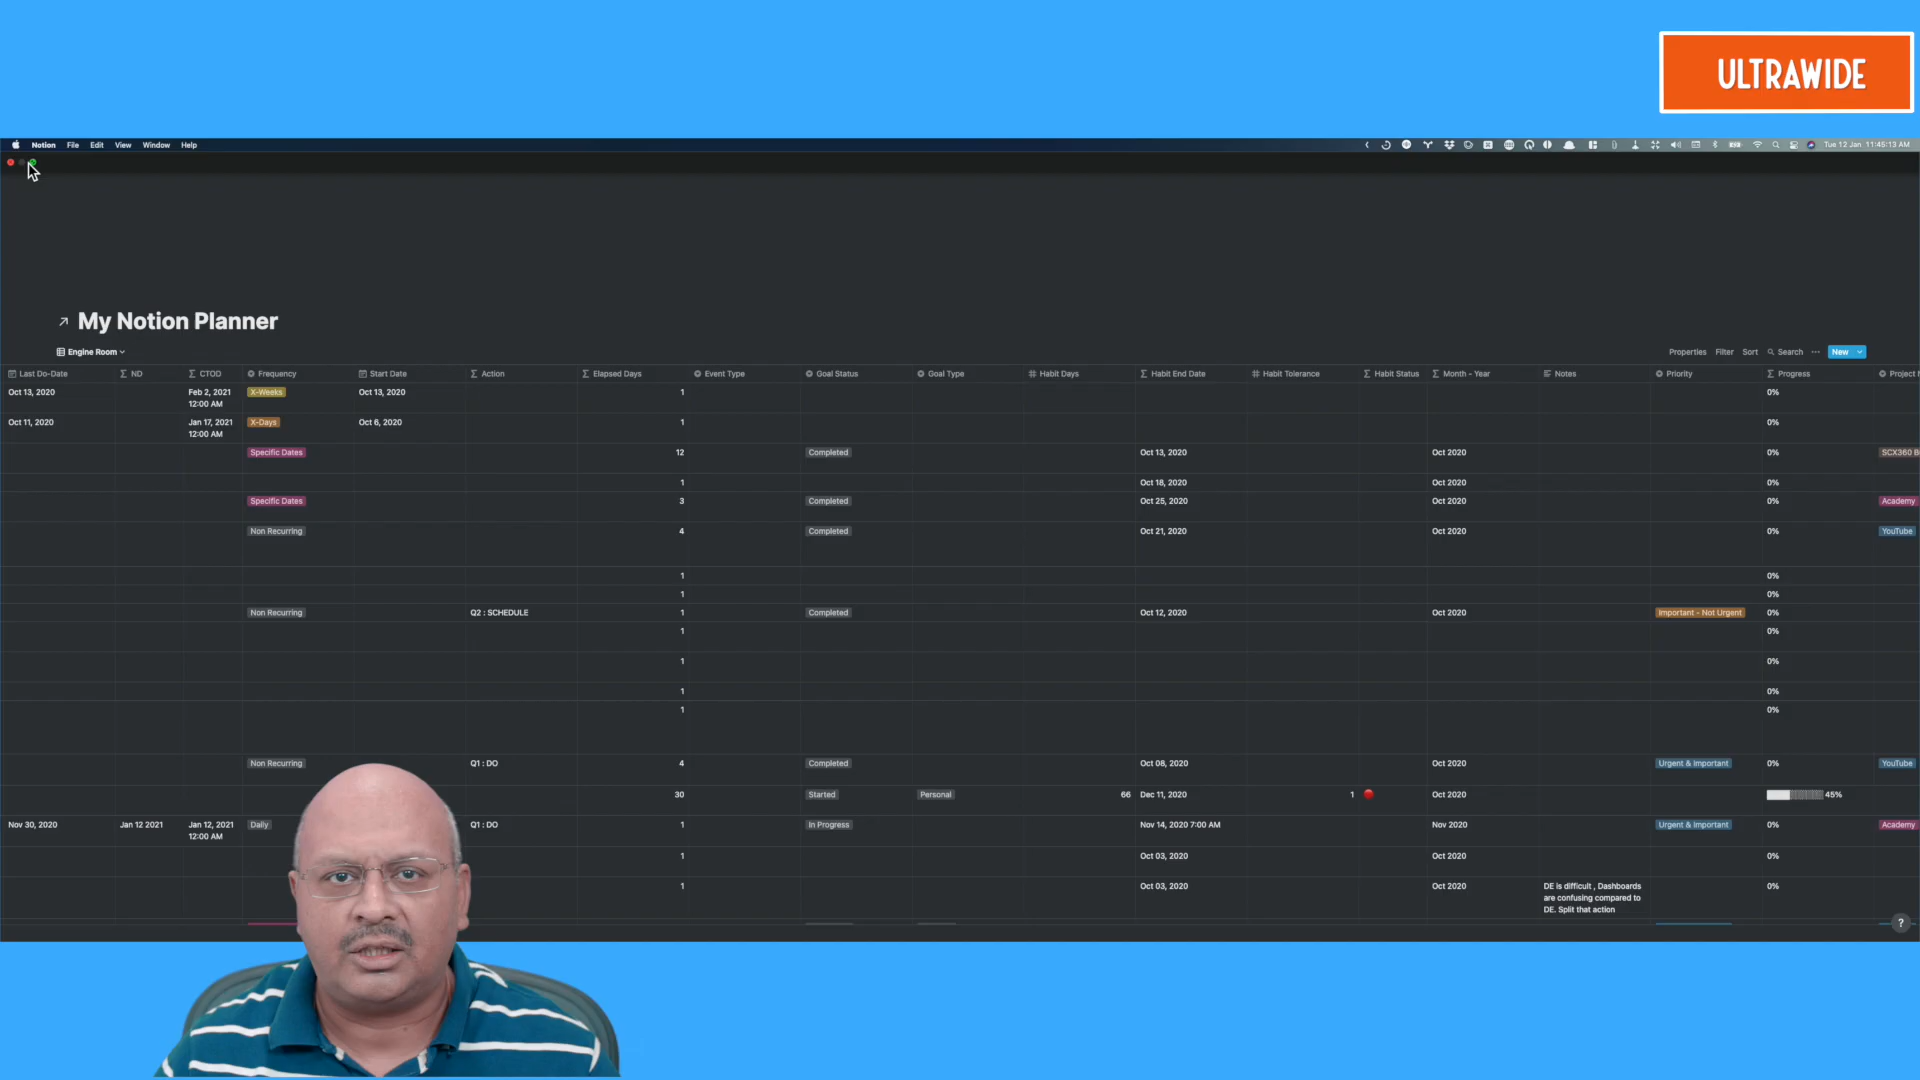 ULTRAWIDE
Notion File Edit View Window Help
Tue 12 Jan 11:45:13 AM
My Notion Planner
Engine Room
Properties Filter Sort Search ··· New
Last Do-Date ND CTOD Frequency Start Date Action Elapsed Days Event Type Goal Status Goal Type Habit Days Habit End Date Habit Tolerance Habit Status Month - Year Notes Priority Progress Project
Oct 13, 2020 Feb 2, 2021 X-Weeks Oct 13, 2020 1 0%
12:00 AM
Oct 11, 2020 Jan 17, 2021 X-Days Oct 6, 2020 1 0%
12:00 AM
Specific Dates 12 Completed Oct 13, 2020 Oct 2020 0% SCX360
1 Oct 18, 2020 Oct 2020 0%
Specific Dates 3 Completed Oct 25, 2020 Oct 2020 0% Academy
Non Recurring 4 Completed Oct 21, 2020 Oct 2020 0% YouTube
1 0%
1 0%
Non Recurring Q2 : SCHEDULE 1 Completed Oct 12, 2020 Oct 2020 Important - Not Urgent 0%
1 0%
1 0%
1 0%
1 0%
Non Recurring Q1 : DO 4 Completed Oct 08, 2020 Oct 2020 Urgent & Important 0% YouTube
30 Started Personal 66 Dec 11, 2020 1 Oct 2020 45%
Nov 30, 2020 Jan 12 2021 Jan 12, 2021 Daily Q1 : DO 1 In Progress Nov 14, 2020 7:00 AM Nov 2020 Urgent & Important 0% Academy
12:00 AM
1 Oct 03, 2020 Oct 2020 0%
1 Oct 03, 2020 Oct 2020 DE is difficult , Dashboards 0%
are confusing compared to
DE. Split that action
?